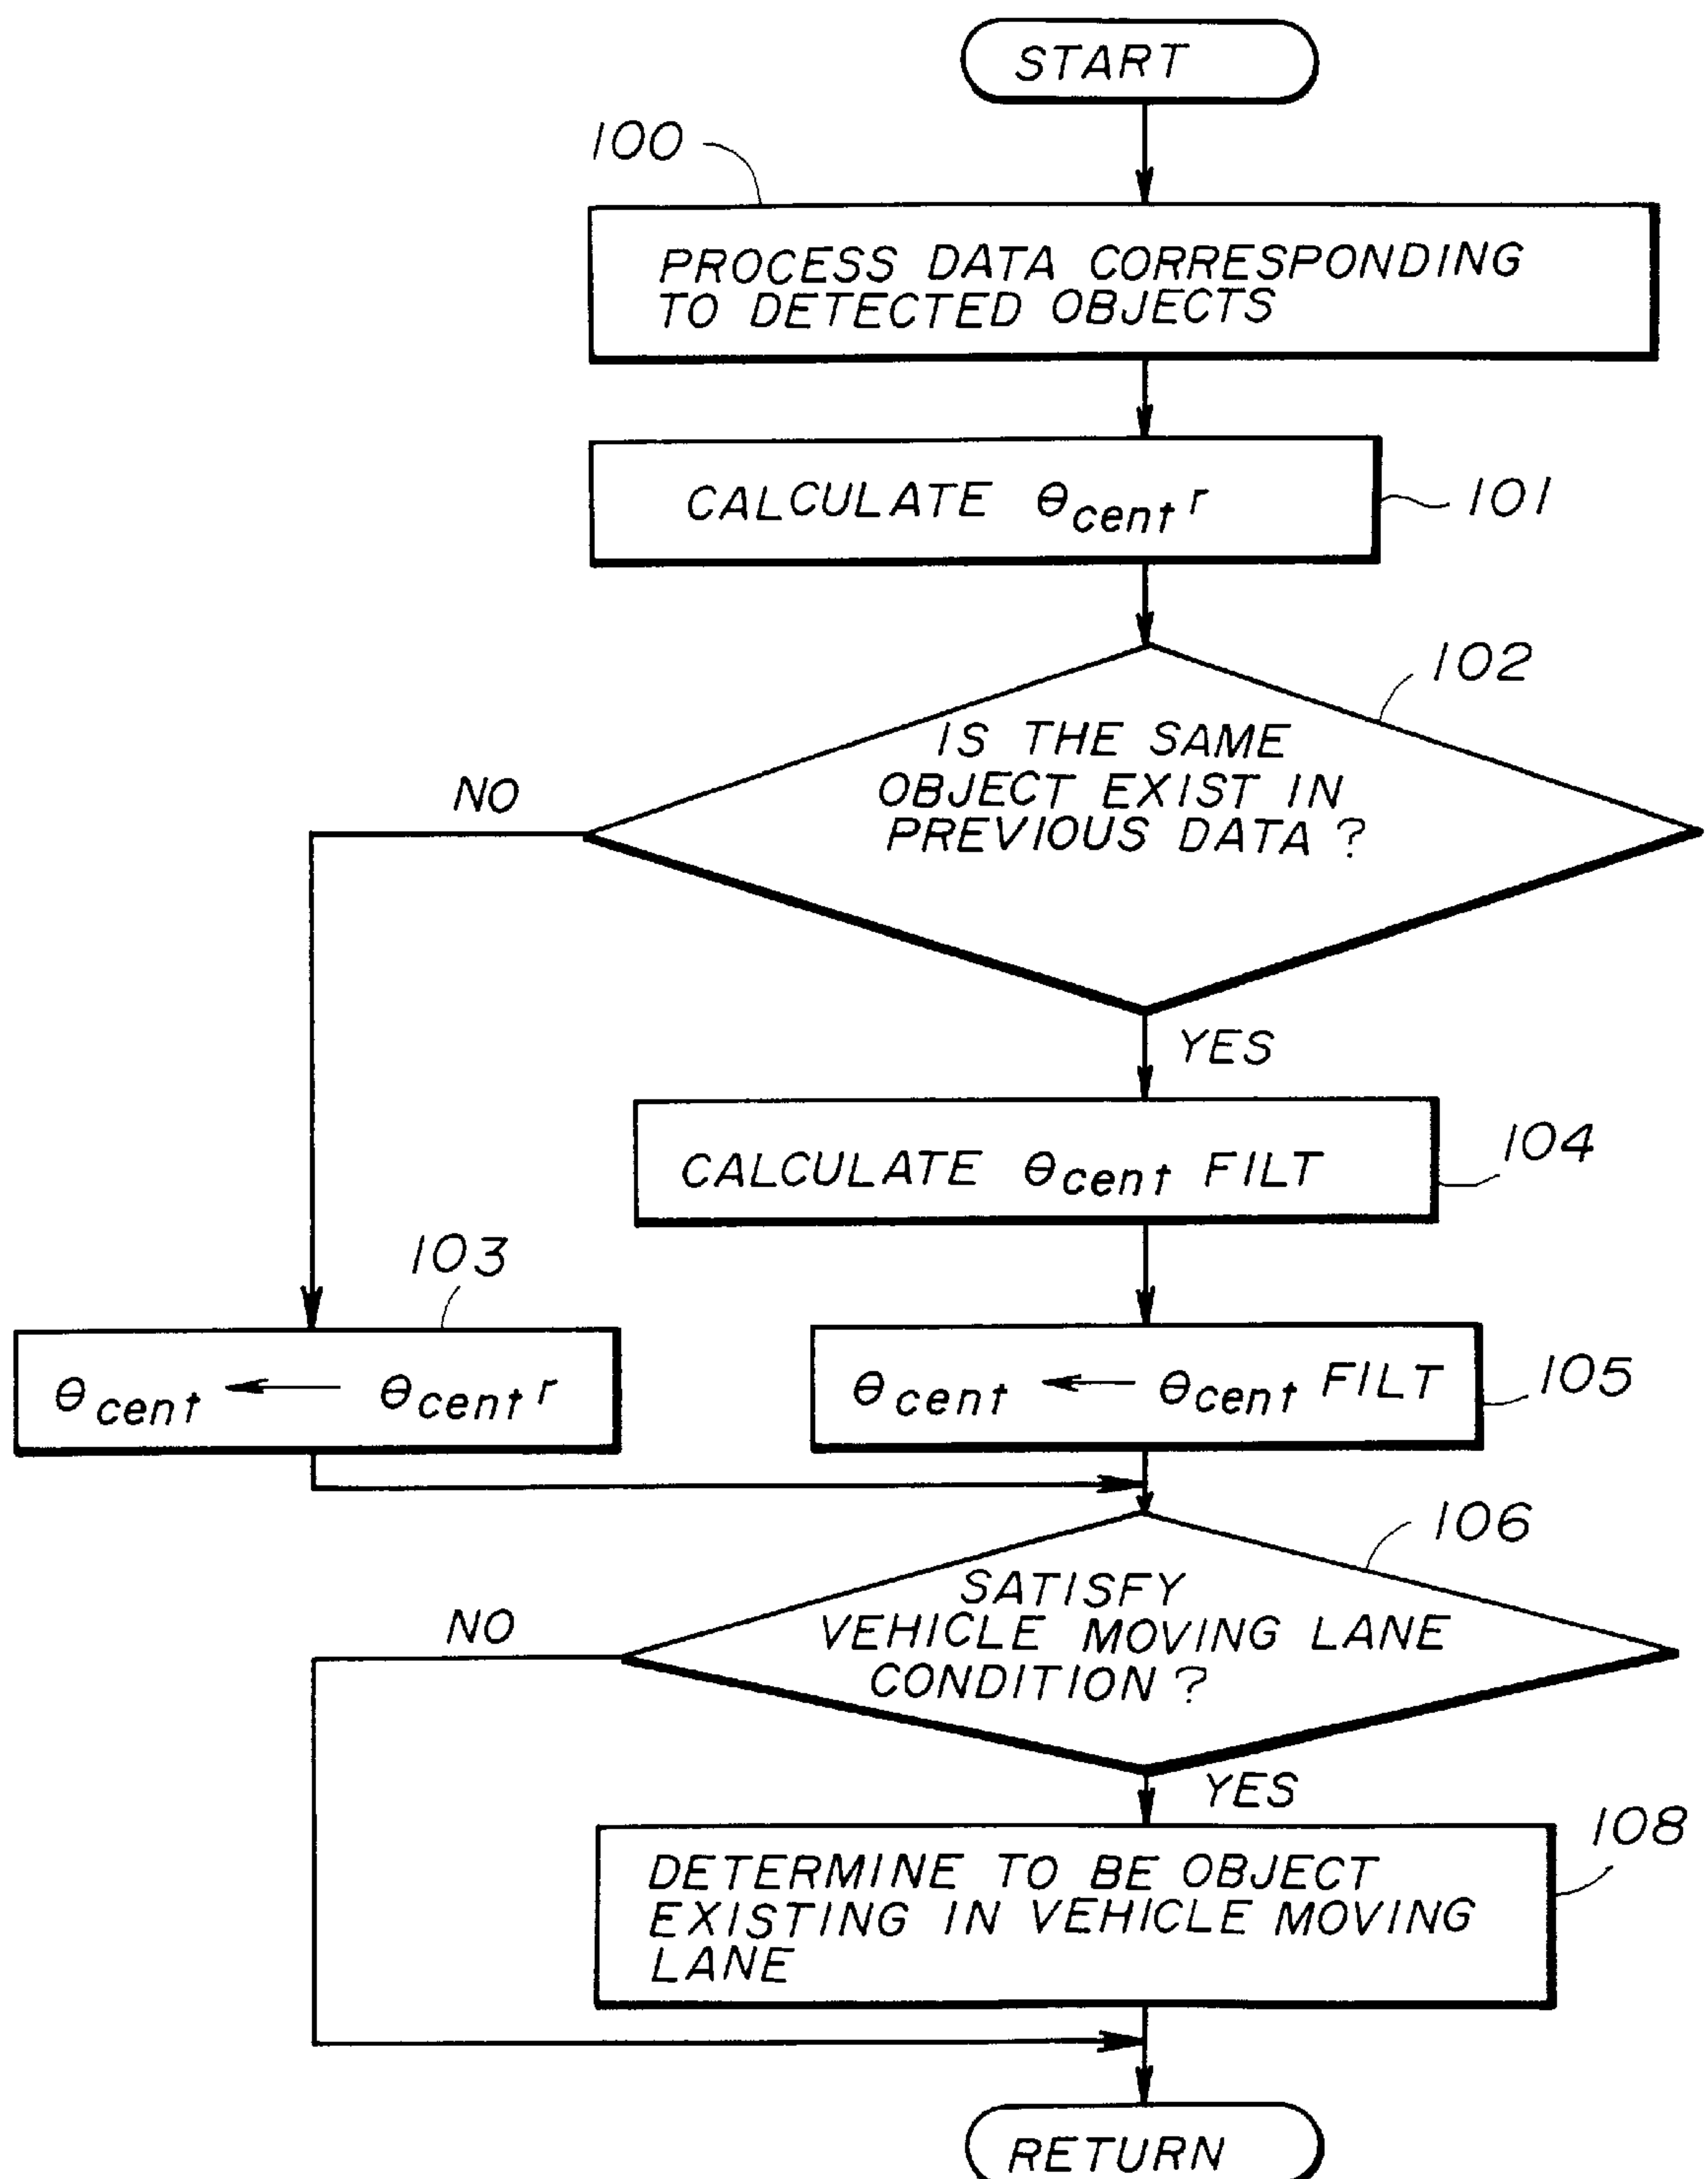 START
100
PROCESS DATA CORRESPONDING
TO DETECTED OBJECTS
CALCULATE θcent r
101
102
IS THE SAME
OBJECT EXIST IN
PREVIOUS DATA ?
NO
YES
CALCULATE θcent FILT
104
103
θcent ← θcent r
θcent ← θcent FILT
105
106
SATISFY
VEHICLE MOVING LANE
CONDITION ?
NO
YES
108
DETERMINE TO BE OBJECT
EXISTING IN VEHICLE MOVING
LANE
RETURN